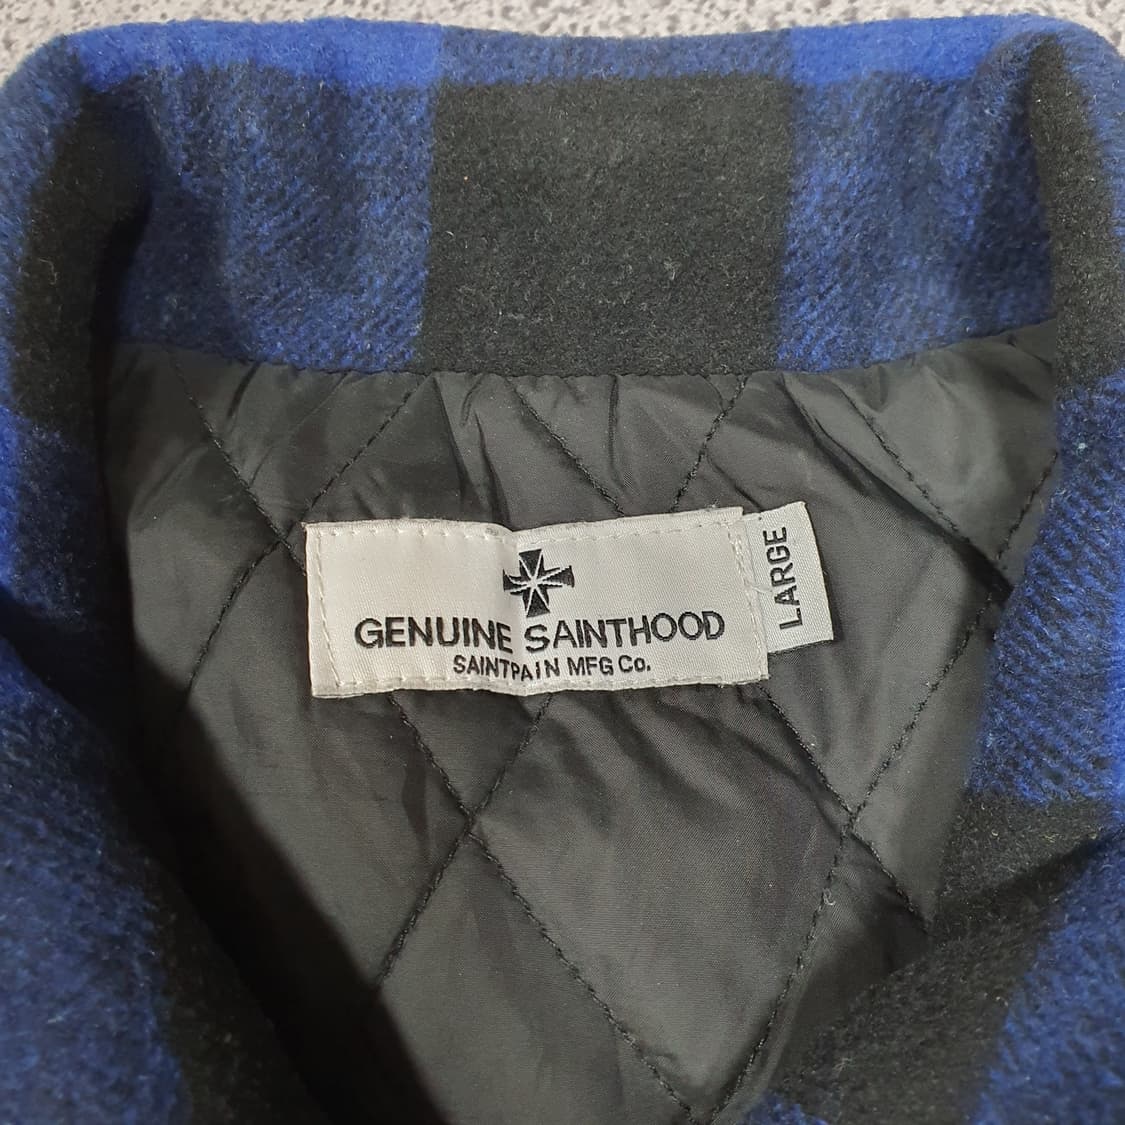 GENUINE SAINTHOOD
SAINTPAIN MFG Co.
LARGE